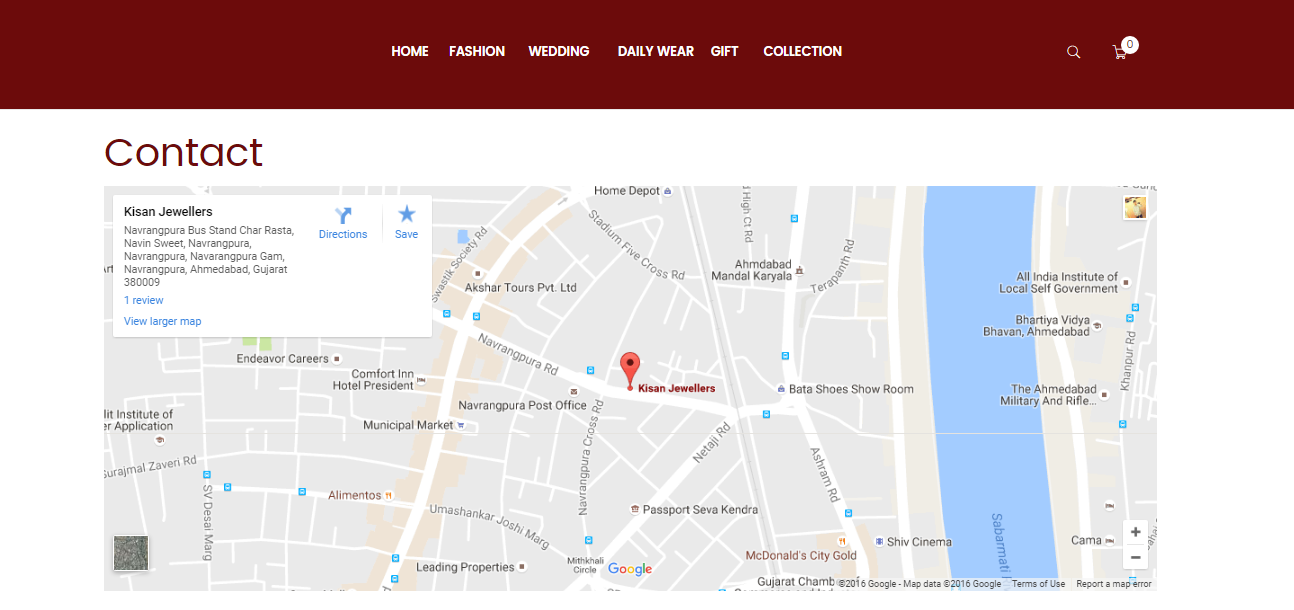 HOME FASHION WEDDING DAILY WEAR GIFT COLLECTION
0
Contact
Kisan Jewellers
Navrangpura Bus Stand Char Rasta,
Navin Sweet, Navrangpura,
Navrangpura, Navarangpura Gam,
Navrangpura, Ahmedabad, Gujarat
380009
1 review
View larger map
Directions
Save
Home Depot
High Ct Rd
Stadium Five Cross Rd
Swastik Society Rd
Akshar Tours Pvt. Ltd
Ahmdabad
Mandal Karyala
Terapanth Rd
All India Institute of
Local Self Government
Bhartiya Vidya
Bhavan, Ahmedabad
Khanpur Rd
Endeavor Careers
Navrangpura Rd
Comfort Inn
Hotel President
Kisan Jewellers
Bata Shoes Show Room
The Ahmedabad
Military And Rifle...
Navrangpura Post Office
lit Institute of
er Application
Municipal Market
Navrangpura Cross Rd
Netaji Rd
Surajmal Zaveri Rd
Ashram Rd
SV Desai Marg
Alimentos
Umashankar Joshi Marg
Passport Seva Kendra
Sabarmati
Shiv Cinema
Cama
McDonald's City Gold
Leading Properties
Mithkhali
Circle
Google
Gujarat Chamb
©2016 Google - Map data ©2016 Google
Terms of Use
Report a map error
+
−